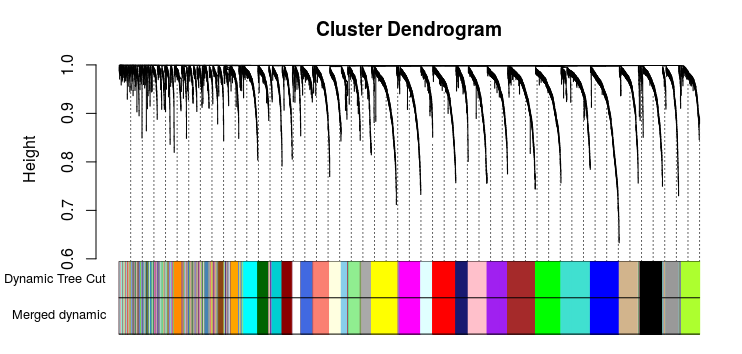 Cluster Dendrogram
Height
1.0
0.9
0.8
0.7
0.6
Dynamic Tree Cut
Merged dynamic